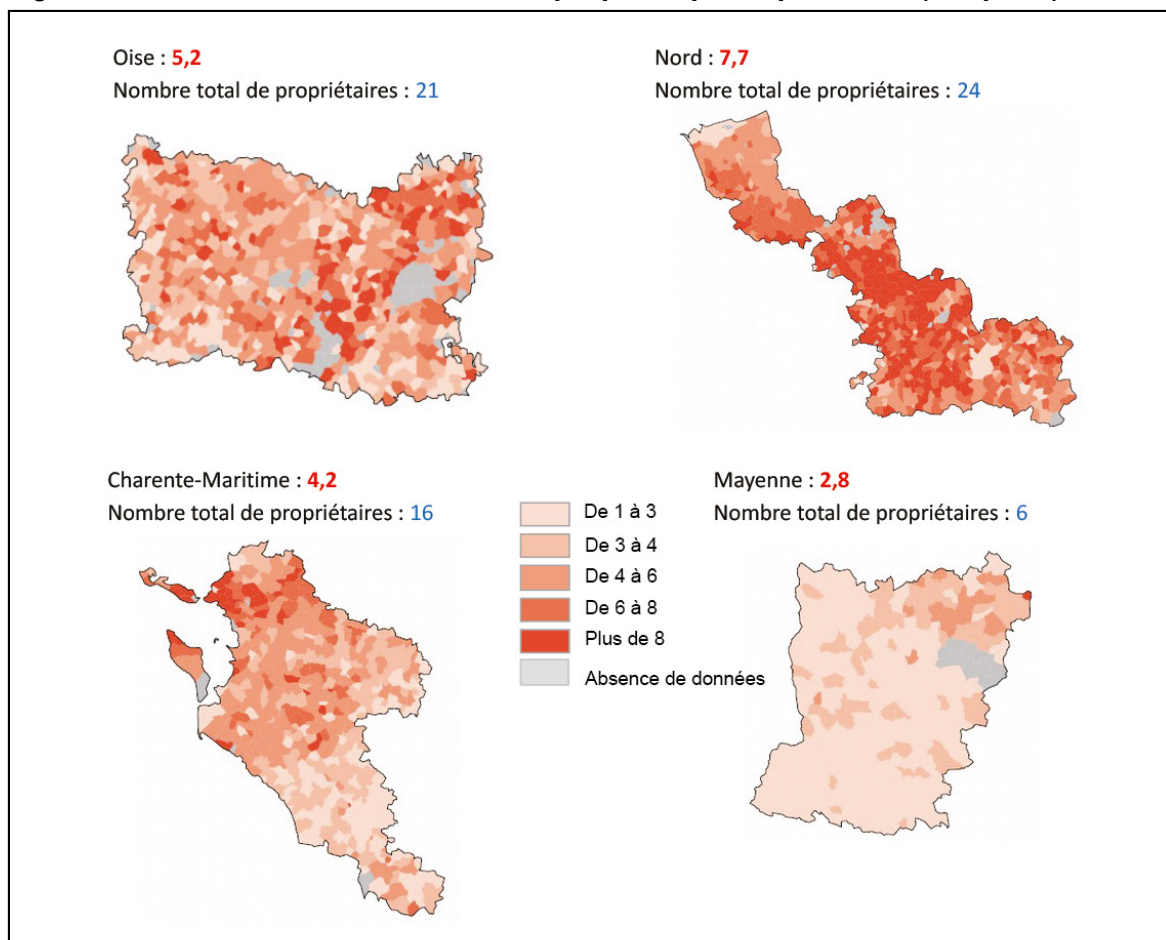 Oise : 5,2
Nombre total de propriétaires : 21
Nord : 7,7
Nombre total de propriétaires : 24
Charente-Maritime : 4,2
Nombre total de propriétaires : 16
De 1 à 3
De 3 à 4
De 4 à 6
De 6 à 8
Plus de 8
Absence de données
Mayenne : 2,8
Nombre total de propriétaires : 6